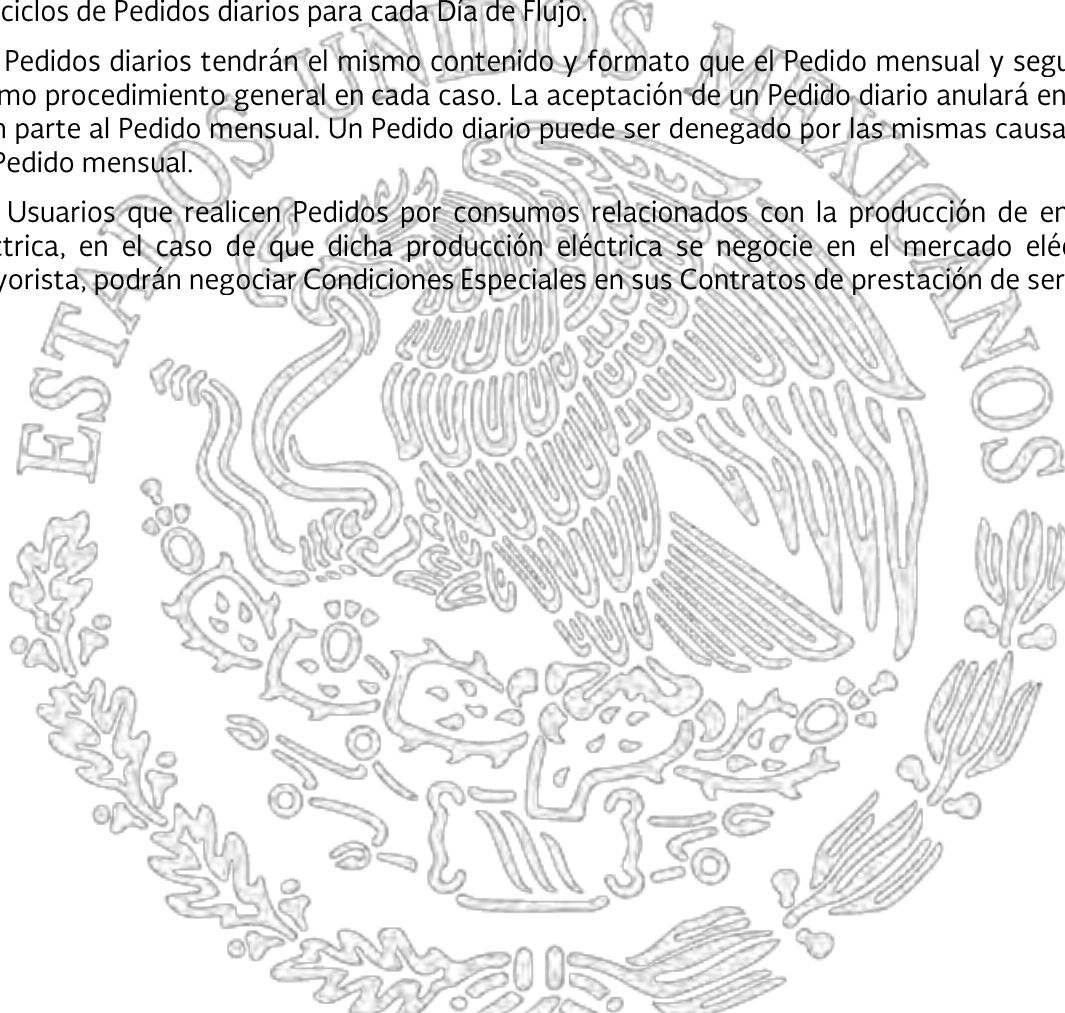 ciclos de Pedidos diarios para cada Día de Flujo.
Pedidos diarios tendrán el mismo contenido y formato que el Pedido mensual y segu
mo procedimiento general en cada caso. La aceptación de un Pedido diario anulará en
n parte al Pedido mensual. Un Pedido diario puede ser denegado por las mismas causa
Pedido mensual.
Usuarios que realicen Pedidos por consumos relacionados con la producción de en
ctrica, en el caso de que dicha producción eléctrica se negocie en el mercado eléc
yorista, podrán negociar Condiciones Especiales en sus Contratos de prestación de ser
ESTADOS UNIDOS MEXICANOS